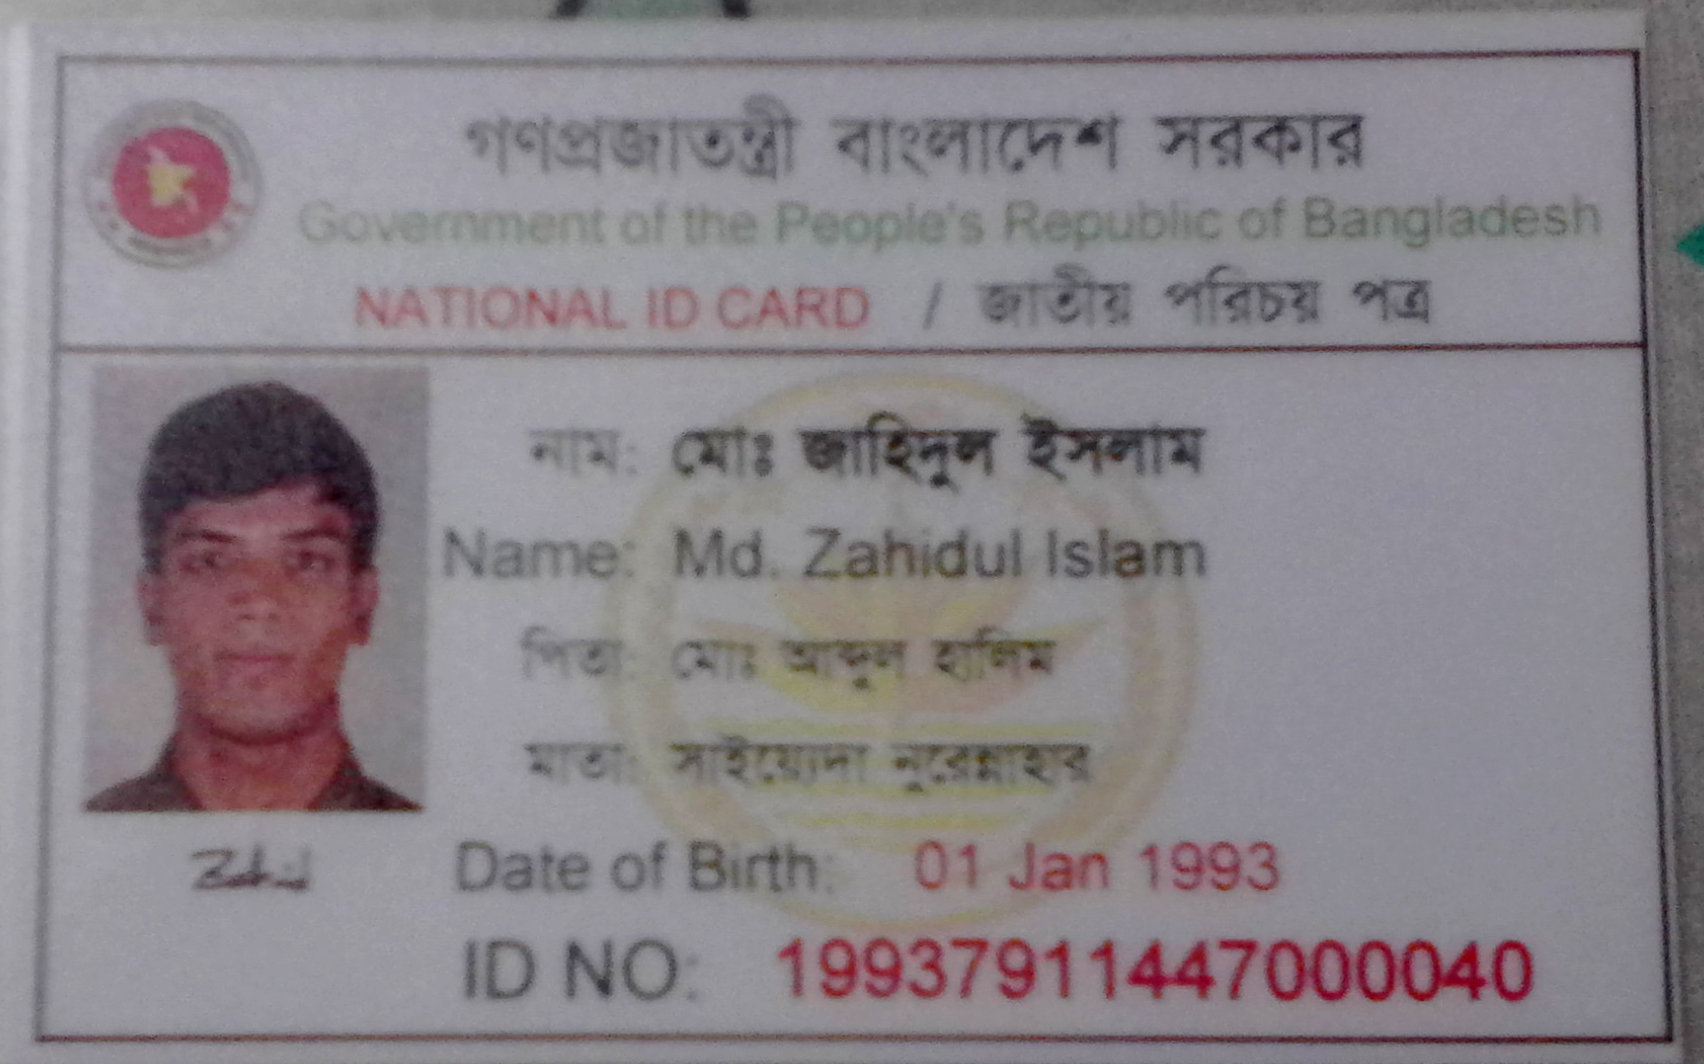 গণপ্রজাতন্ত্রী বাংলাদেশ সরকার
Government of the People's Republic of Bangladesh
NATIONAL ID CARD / জাতীয় পরিচয় পত্র
নাম: মোঃ জাহিদুল ইসলাম
Name: Md. Zahidul Islam
পিতা: মোঃ আব্দুল হালিম
মাতা: সাইয়্যেদা নূরেন্নাহার
Date of Birth: 01 Jan 1993
ID NO: 19937911447000040